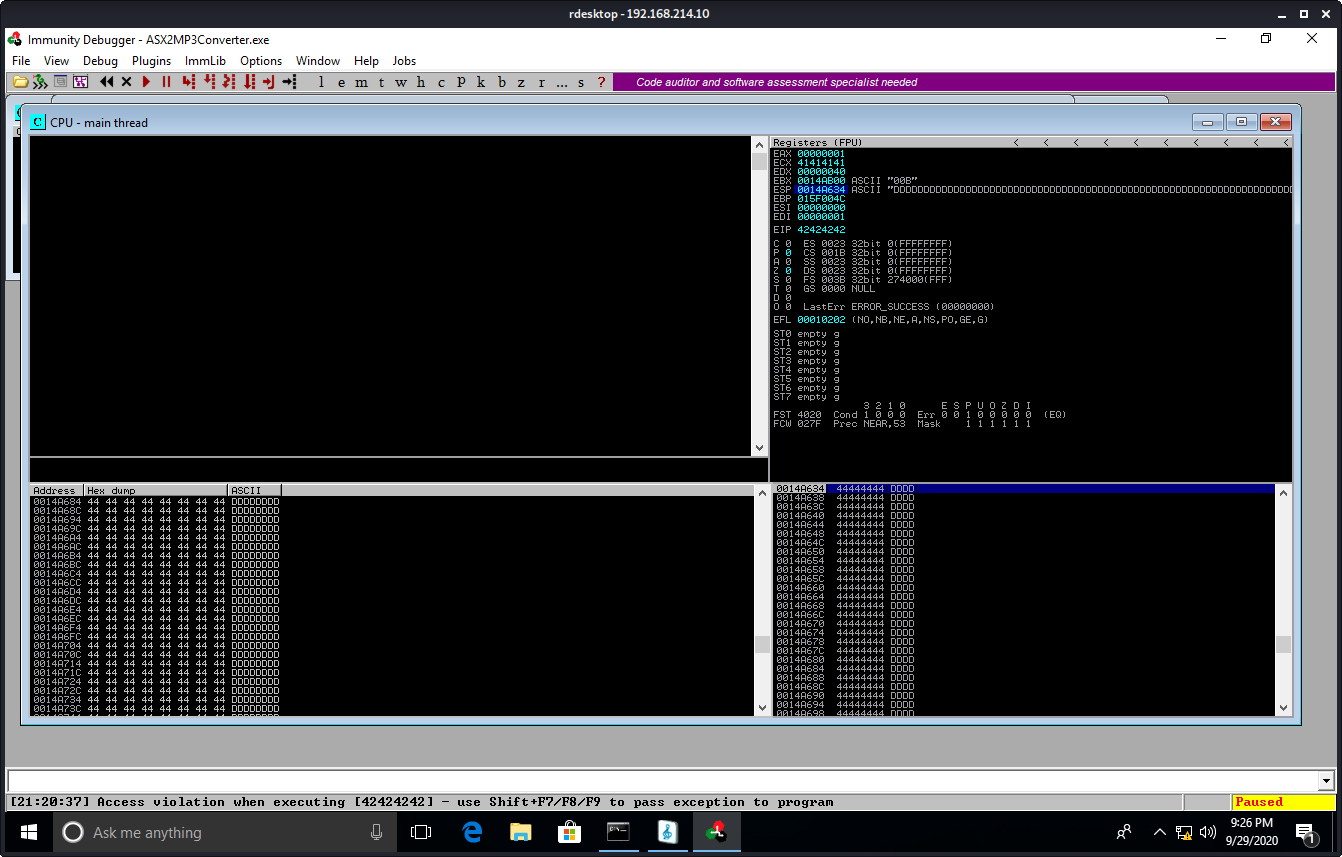 rdesktop - 192.168.214.10
Immunity Debugger - ASX2MP3Converter.exe
File View Debug Plugins ImmLib Options Window Help Jobs
l e m t w h c P k b z r ... s ? Code auditor and software assessment specialist needed
C CPU - main thread
Registers (FPU) < < < < < < < < < <
EAX 00000001
ECX 41414141
EDX 00000040
EBX 0014AB00 ASCII "00B"
ESP 0014A634 ASCII "DDDDDDDDDDDDDDDDDDDDDDDDDDDDDDDDDDDDDDDDDDDDDDDDDDDDDDDDDDDDDDDDDDD
EBP 015F004C
ESI 00000000
EDI 00000001
EIP 42424242
C 0 ES 0023 32bit 0(FFFFFFFF)
P 0 CS 001B 32bit 0(FFFFFFFF)
A 0 SS 0023 32bit 0(FFFFFFFF)
Z 0 DS 0023 32bit 0(FFFFFFFF)
S 0 FS 003B 32bit 274000(FFF)
T 0 GS 0000 NULL
D 0
O 0 LastErr ERROR_SUCCESS (00000000)
EFL 00010202 (NO,NB,NE,A,NS,PO,GE,G)
ST0 empty g
ST1 empty g
ST2 empty g
ST3 empty g
ST4 empty g
ST5 empty g
ST6 empty g
ST7 empty g
3 2 1 0 E S P U O Z D I
FST 4020 Cond 1 0 0 0 Err 0 0 1 0 0 0 0 0 (EQ)
FCW 027F Prec NEAR,53 Mask 1 1 1 1 1 1
Address Hex dump ASCII
0014A684 44 44 44 44 44 44 44 44 DDDDDDDD
0014A68C 44 44 44 44 44 44 44 44 DDDDDDDD
0014A694 44 44 44 44 44 44 44 44 DDDDDDDD
0014A69C 44 44 44 44 44 44 44 44 DDDDDDDD
0014A6A4 44 44 44 44 44 44 44 44 DDDDDDDD
0014A6AC 44 44 44 44 44 44 44 44 DDDDDDDD
0014A6B4 44 44 44 44 44 44 44 44 DDDDDDDD
0014A6BC 44 44 44 44 44 44 44 44 DDDDDDDD
0014A6C4 44 44 44 44 44 44 44 44 DDDDDDDD
0014A6CC 44 44 44 44 44 44 44 44 DDDDDDDD
0014A6D4 44 44 44 44 44 44 44 44 DDDDDDDD
0014A6DC 44 44 44 44 44 44 44 44 DDDDDDDD
0014A6E4 44 44 44 44 44 44 44 44 DDDDDDDD
0014A6EC 44 44 44 44 44 44 44 44 DDDDDDDD
0014A6F4 44 44 44 44 44 44 44 44 DDDDDDDD
0014A6FC 44 44 44 44 44 44 44 44 DDDDDDDD
0014A704 44 44 44 44 44 44 44 44 DDDDDDDD
0014A70C 44 44 44 44 44 44 44 44 DDDDDDDD
0014A714 44 44 44 44 44 44 44 44 DDDDDDDD
0014A71C 44 44 44 44 44 44 44 44 DDDDDDDD
0014A724 44 44 44 44 44 44 44 44 DDDDDDDD
0014A72C 44 44 44 44 44 44 44 44 DDDDDDDD
0014A734 44 44 44 44 44 44 44 44 DDDDDDDD
0014A73C 44 44 44 44 44 44 44 44 DDDDDDDD
0014A634 44444444 DDDD
0014A638 44444444 DDDD
0014A63C 44444444 DDDD
0014A640 44444444 DDDD
0014A644 44444444 DDDD
0014A648 44444444 DDDD
0014A64C 44444444 DDDD
0014A650 44444444 DDDD
0014A654 44444444 DDDD
0014A658 44444444 DDDD
0014A65C 44444444 DDDD
0014A660 44444444 DDDD
0014A664 44444444 DDDD
0014A668 44444444 DDDD
0014A66C 44444444 DDDD
0014A670 44444444 DDDD
0014A674 44444444 DDDD
0014A678 44444444 DDDD
0014A67C 44444444 DDDD
0014A680 44444444 DDDD
0014A684 44444444 DDDD
0014A688 44444444 DDDD
0014A68C 44444444 DDDD
0014A690 44444444 DDDD
0014A694 44444444 DDDD
0014A698 44444444 DDDD
[21:20:37] Access violation when executing [42424242] - use Shift+F7/F8/F9 to pass exception to program
Paused
Ask me anything
9:26 PM
9/29/2020
1